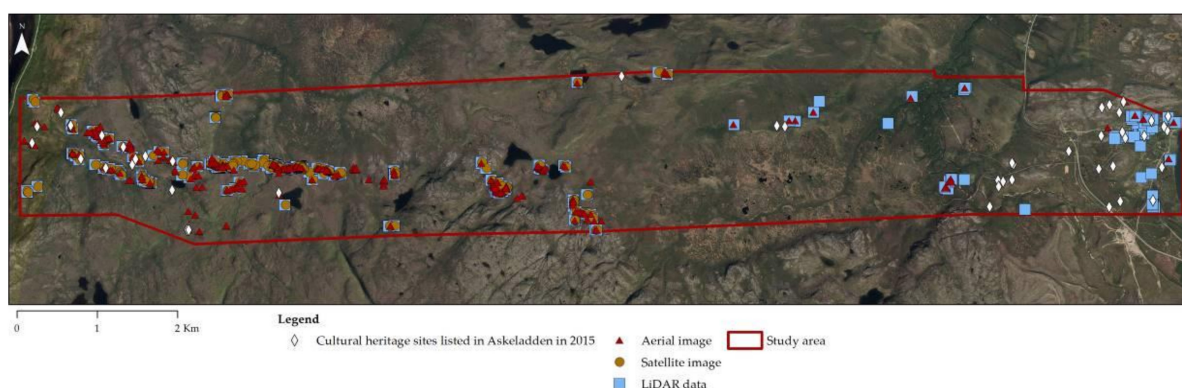 N
0 1 2 Km
Legend
Cultural heritage sites listed in Askeladden in 2015
Aerial image
Study area
Satellite image
LiDAR data